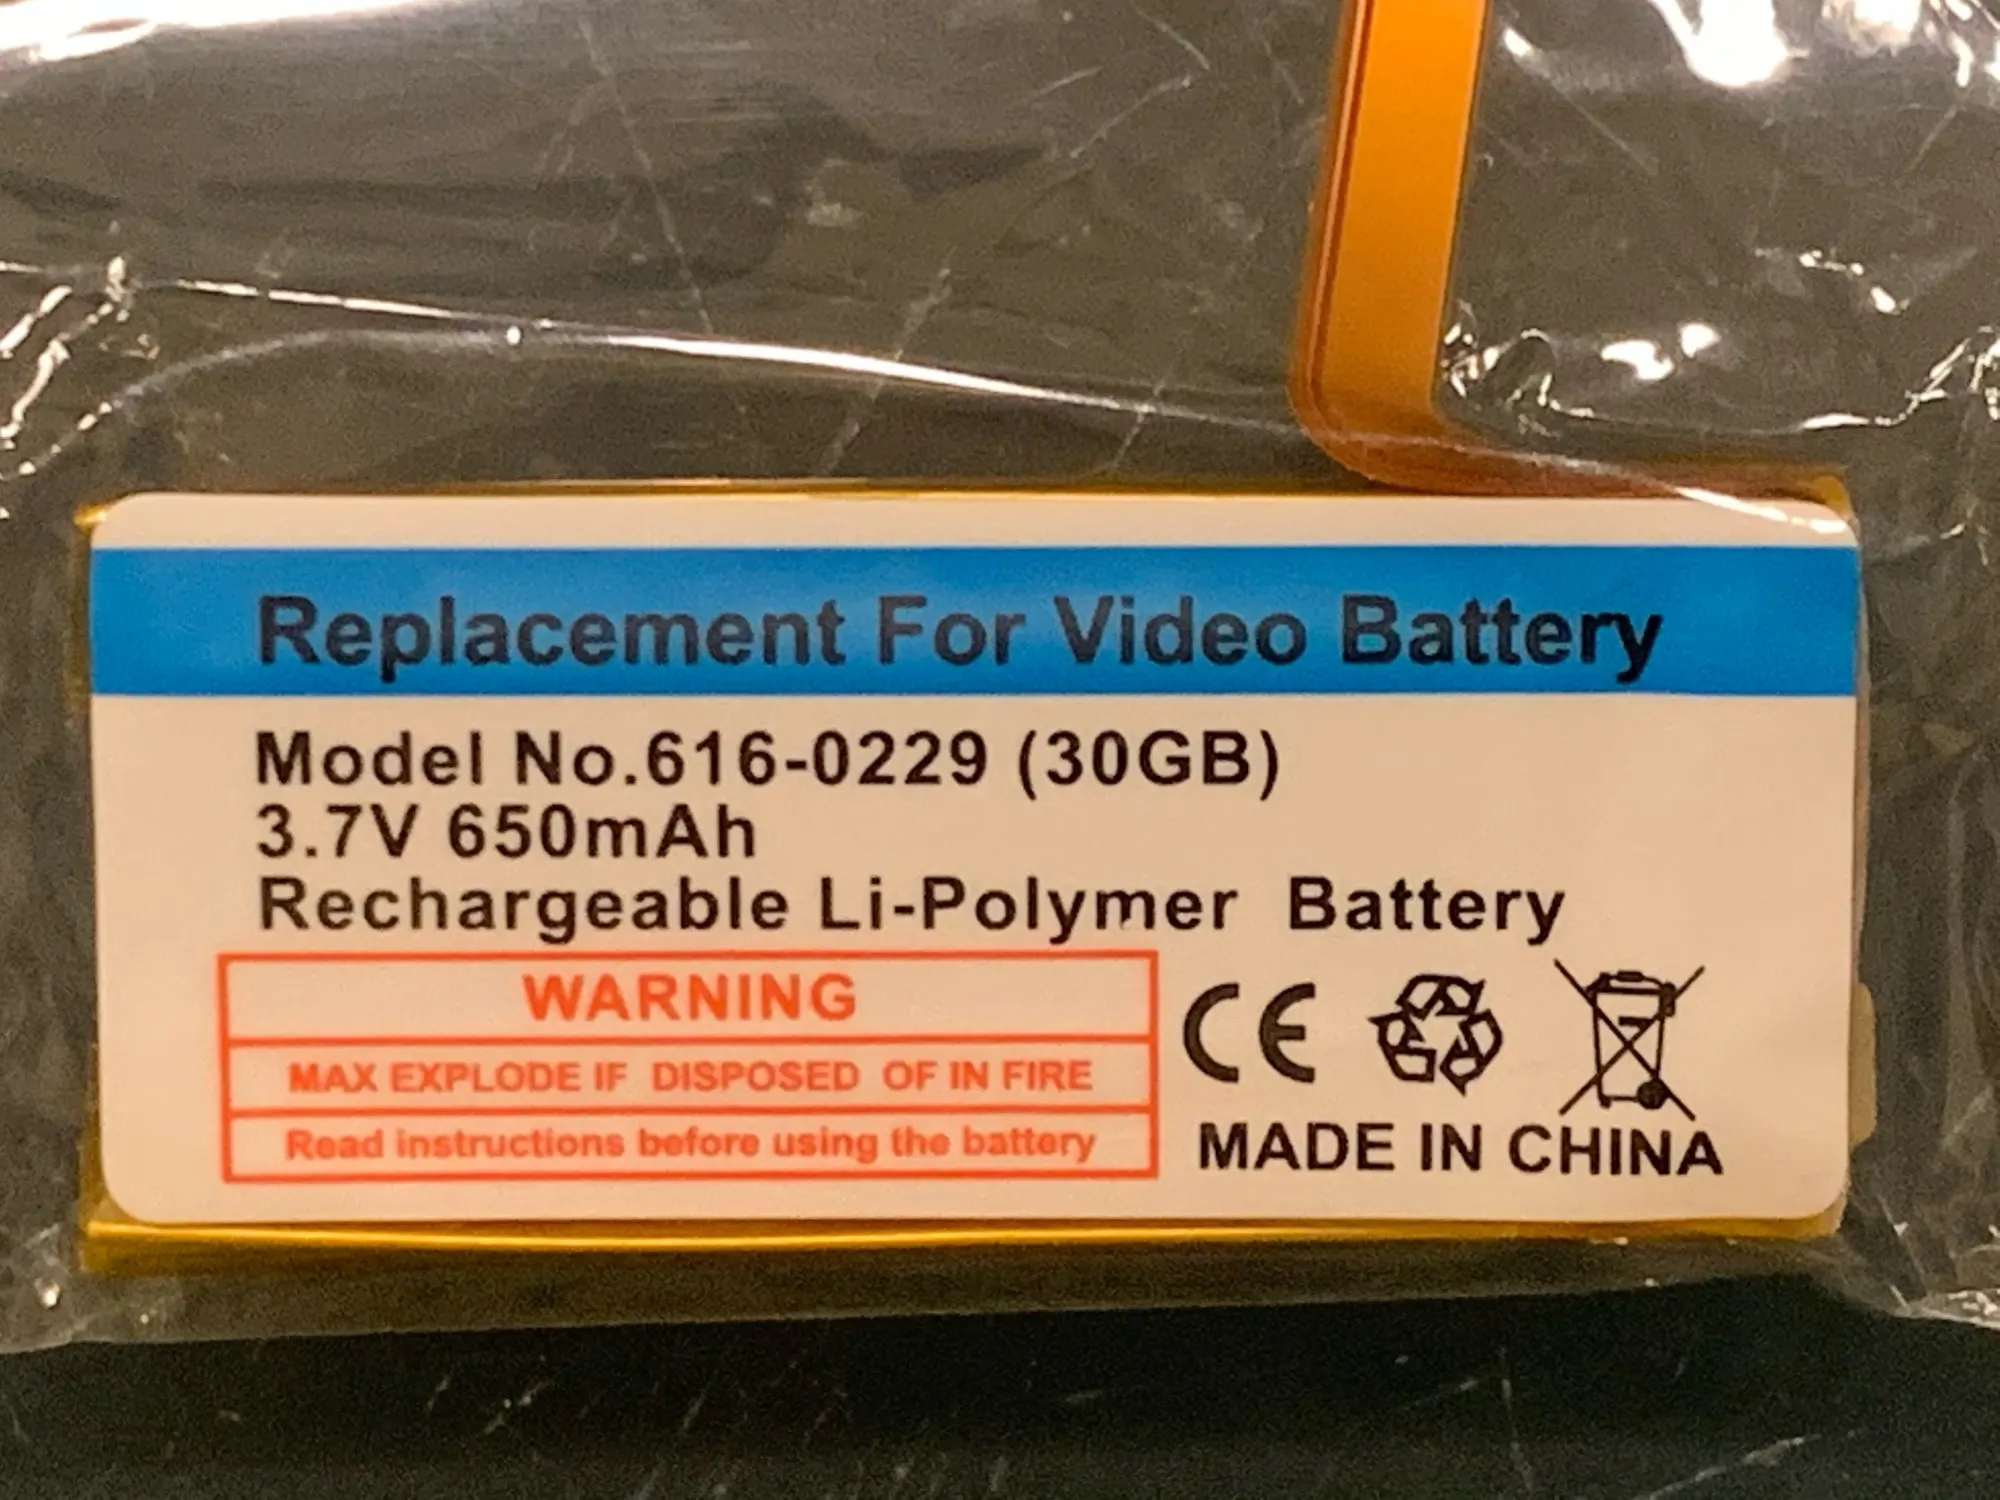 Replacement For Video Battery
Model No.616-0229 (30GB)
3.7V 650mAh
Rechargeable Li-Polymer Battery
WARNING
MAX EXPLODE IF DISPOSED OF IN FIRE
Read instructions before using the battery
CE
MADE IN CHINA